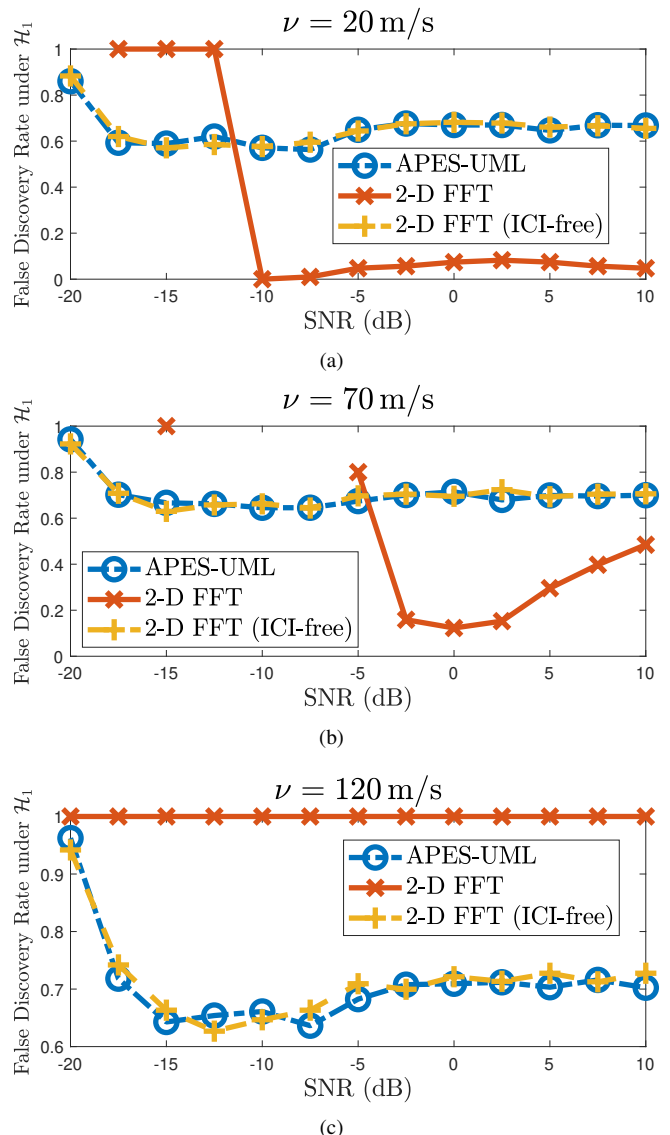 ν = 20 m/s
False Discovery Rate under H₁
1
0.8
0.6
0.4
0.2
0
APES-UML
2-D FFT
2-D FFT (ICI-free)
-20 -15 -10 -5 0 5 10
SNR (dB)
(a)
ν = 70 m/s
False Discovery Rate under H₁
1
0.8
0.6
0.4
0.2
0
APES-UML
2-D FFT
2-D FFT (ICI-free)
-20 -15 -10 -5 0 5 10
SNR (dB)
(b)
ν = 120 m/s
False Discovery Rate under H₁
1
0.9
0.8
0.7
0.6
APES-UML
2-D FFT
2-D FFT (ICI-free)
-20 -15 -10 -5 0 5 10
SNR (dB)
(c)